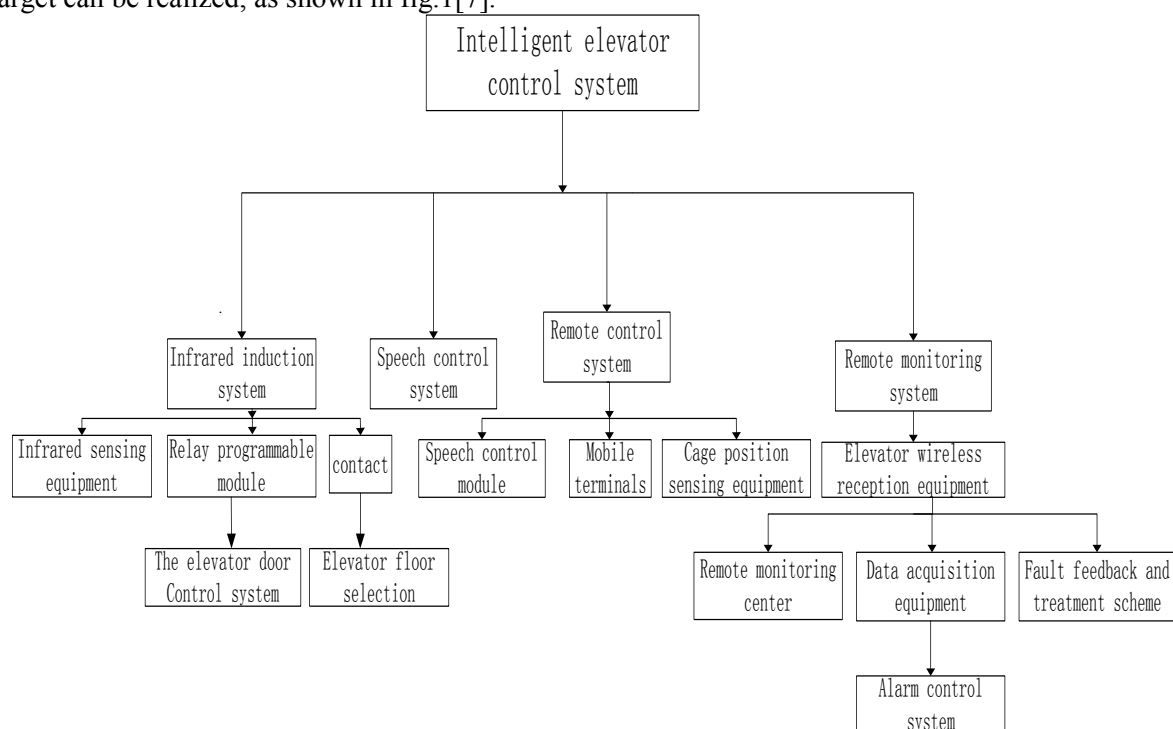 target can be realized, as shown in fig.1[7].
Intelligent elevator
control system
Infrared induction
system
Speech control
system
Remote control
system
Remote monitoring
system
Infrared sensing
equipment
Relay programmable
module
contact
Speech control
module
Mobile
terminals
Cage position
sensing equipment
Elevator wireless
reception equipment
The elevator door
Control system
Elevator floor
selection
Remote monitoring
center
Data acquisition
equipment
Fault feedback and
treatment scheme
Alarm control
system